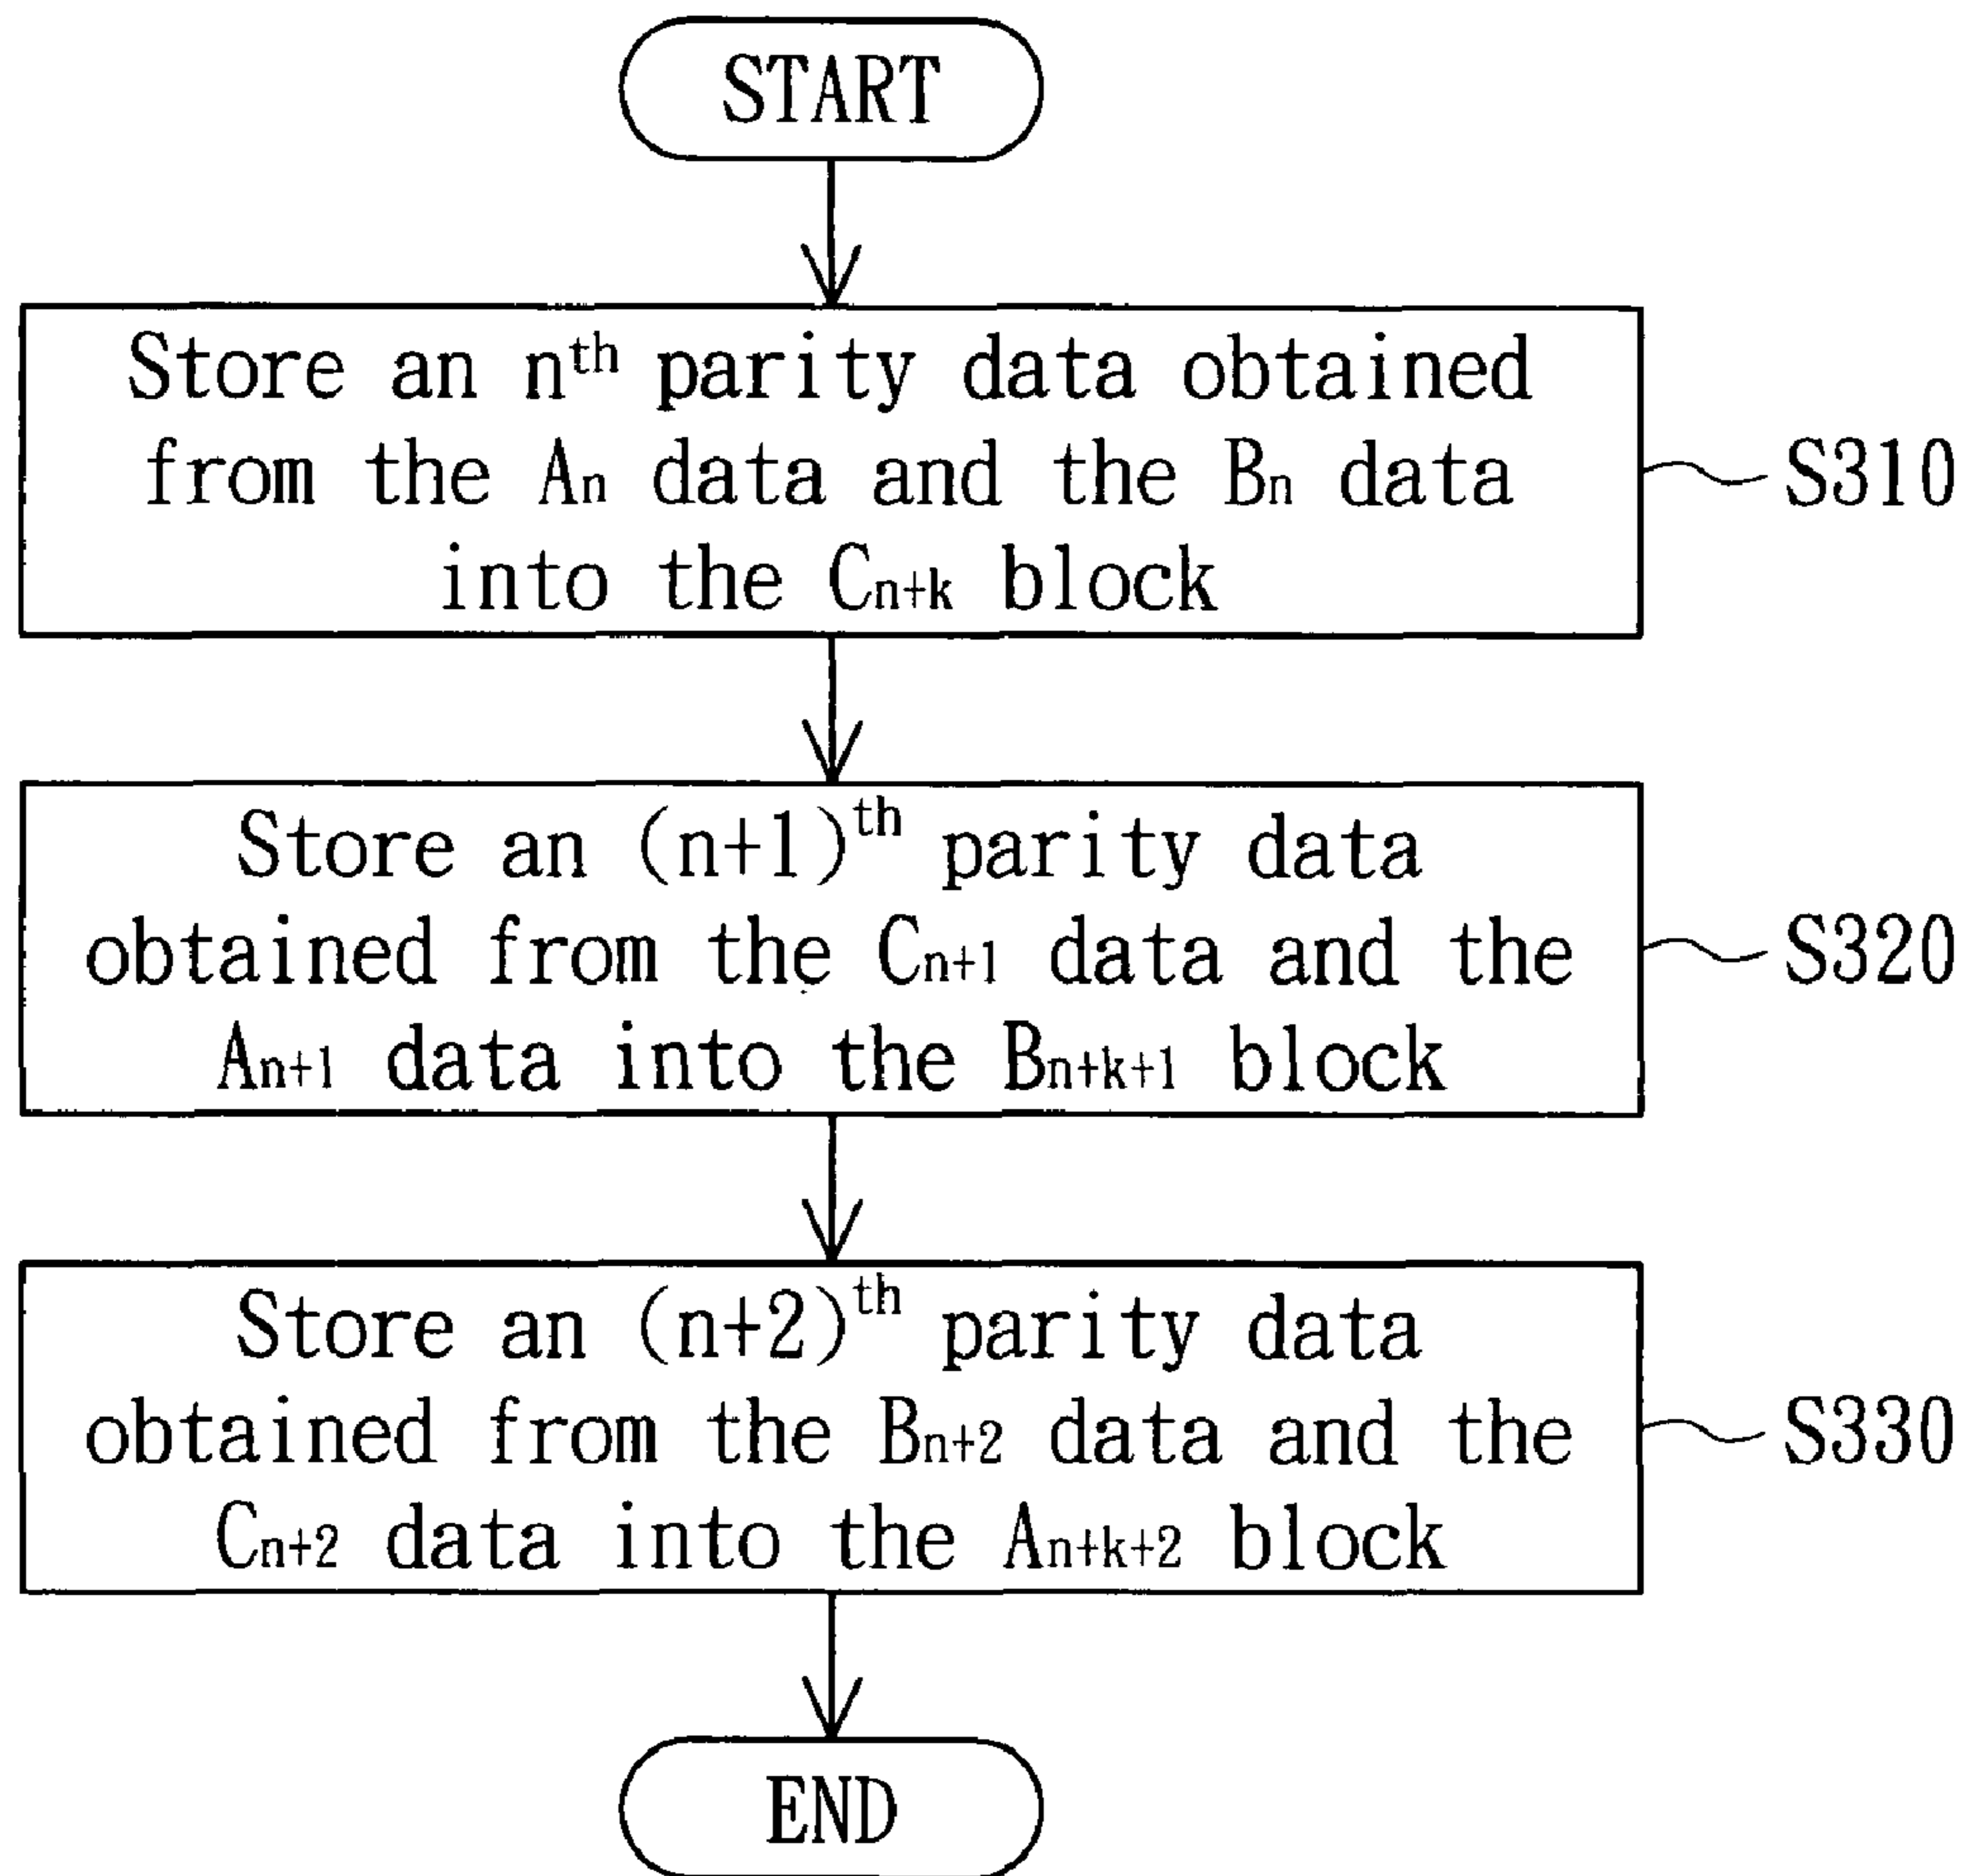 START
Store an nᵗʰ parity data obtained
from the Aₙ data and the Bₙ data
into the Cₙ₊ₖ block
S310
Store an (n+1)ᵗʰ parity data
obtained from the Cₙ₊₁ data and the
Aₙ₊₁ data into the Bₙ₊ₖ₊₁ block
S320
Store an (n+2)ᵗʰ parity data
obtained from the Bₙ₊₂ data and the
Cₙ₊₂ data into the Aₙ₊ₖ₊₂ block
S330
END